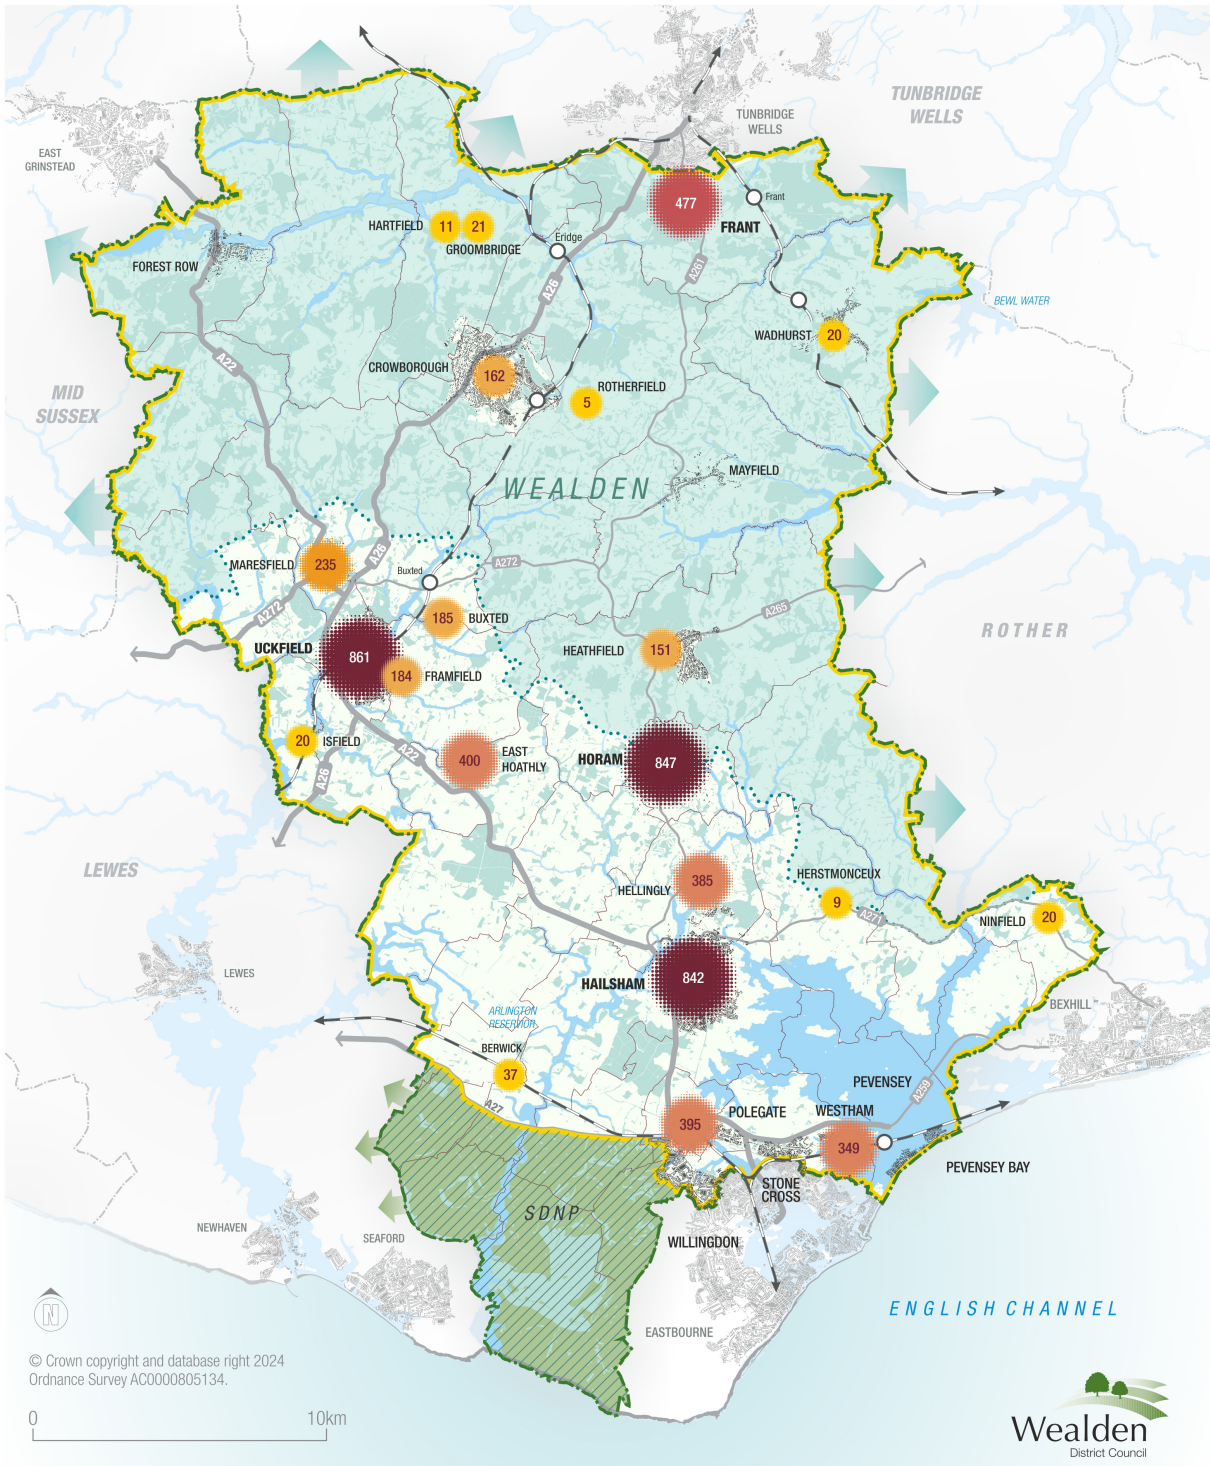 TUNBRIDGE
WELLS
TUNBRIDGE
WELLS
EAST
GRINSTEAD
477
Frant
FRANT
HARTFIELD
11
21
GROOMBRIDGE
Eridge
FOREST ROW
A261
A26
BEWL WATER
WADHURST
20
A22
CROWBOROUGH
162
ROTHERFIELD
5
MID
SUSSEX
MAYFIELD
WEALDEN
MARESFIELD
235
A26
Buxted
A272
A272
A265
185
BUXTED
ROTHER
UCKFIELD
861
HEATHFIELD
151
184
FRAMFIELD
20
ISFIELD
A22
EAST
HOATHLY
400
HORAM
847
A26
LEWES
385
HELLINGLY
HERSTMONCEUX
9
A271
NINFIELD
20
LEWES
HAILSHAM
842
BEXHILL
ARLINGTON
RESERVOIR
BERWICK
37
PEVENSEY
A259
A27
395
POLEGATE
WESTHAM
349
PEVENSEY BAY
STONE
CROSS
SDNP
NEWHAVEN
SEAFORD
WILLINGDON
ENGLISH CHANNEL
N
EASTBOURNE
© Crown copyright and database right 2024
Ordnance Survey AC0000805134.
0
10km
Wealden
District Council